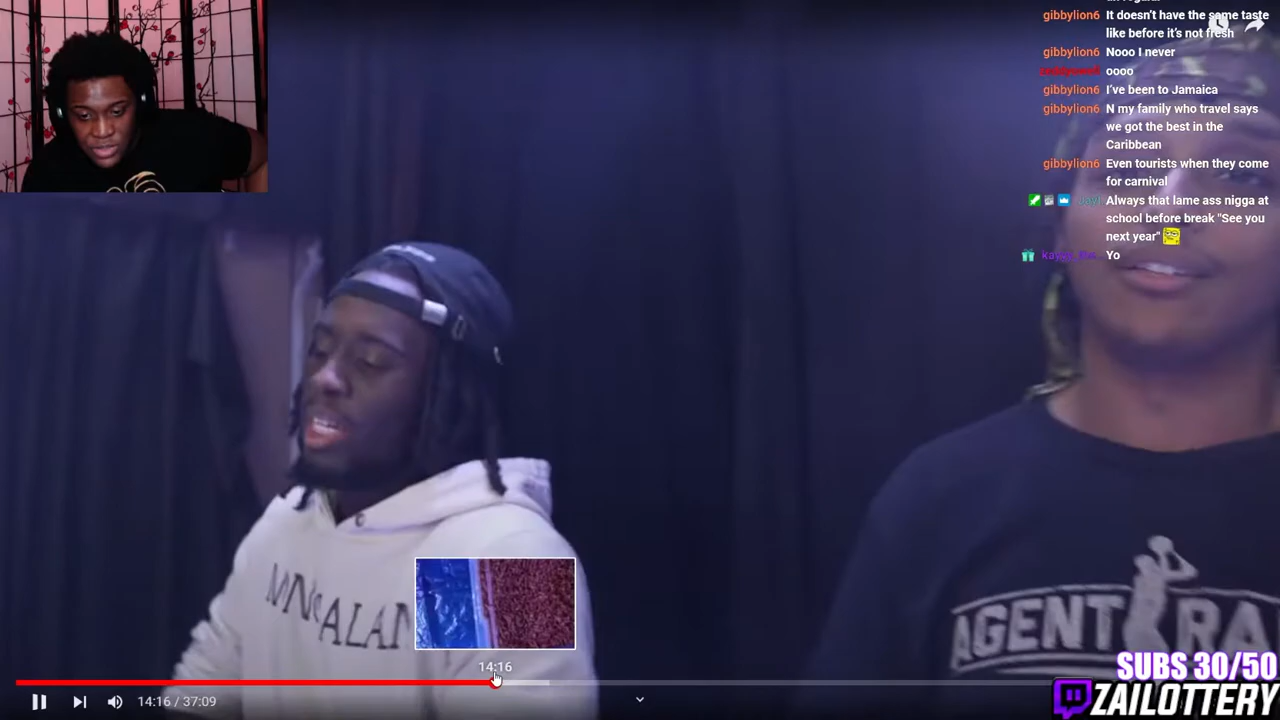 gibbylion6 It doesn't have the same taste
like before it's not fresh
gibbylion6 Nooo I never
oooo
gibbylion6 I've been to Jamaica
gibbylion6 N my family who travel says
we got the best in the
Caribbean
gibbylion6 Even tourists when they come
for carnival
Always that lame ass nigga at
school before break "See you
next year"
Yo
AGENT RA
14:16
14:16 / 37:09
SUBS 30/50
ZAILOTTERY